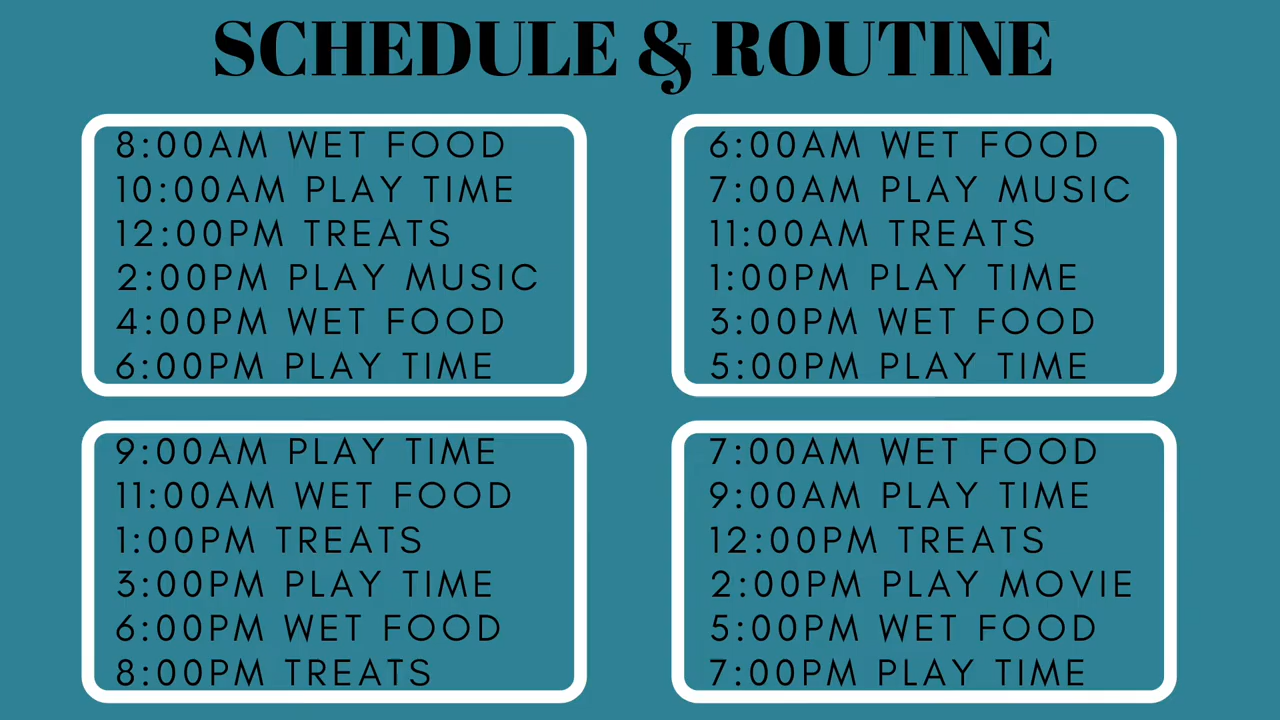 SCHEDULE & ROUTINE
8:00AM WET FOOD
10:00AM PLAY TIME
12:00PM TREATS
2:00PM PLAY MUSIC
4:00PM WET FOOD
6:00PM PLAY TIME
6:00AM WET FOOD
7:00AM PLAY MUSIC
11:00AM TREATS
1:00PM PLAY TIME
3:00PM WET FOOD
5:00PM PLAY TIME
9:00AM PLAY TIME
11:00AM WET FOOD
1:00PM TREATS
3:00PM PLAY TIME
6:00PM WET FOOD
8:00PM TREATS
7:00AM WET FOOD
9:00AM PLAY TIME
12:00PM TREATS
2:00PM PLAY MOVIE
5:00PM WET FOOD
7:00PM PLAY TIME